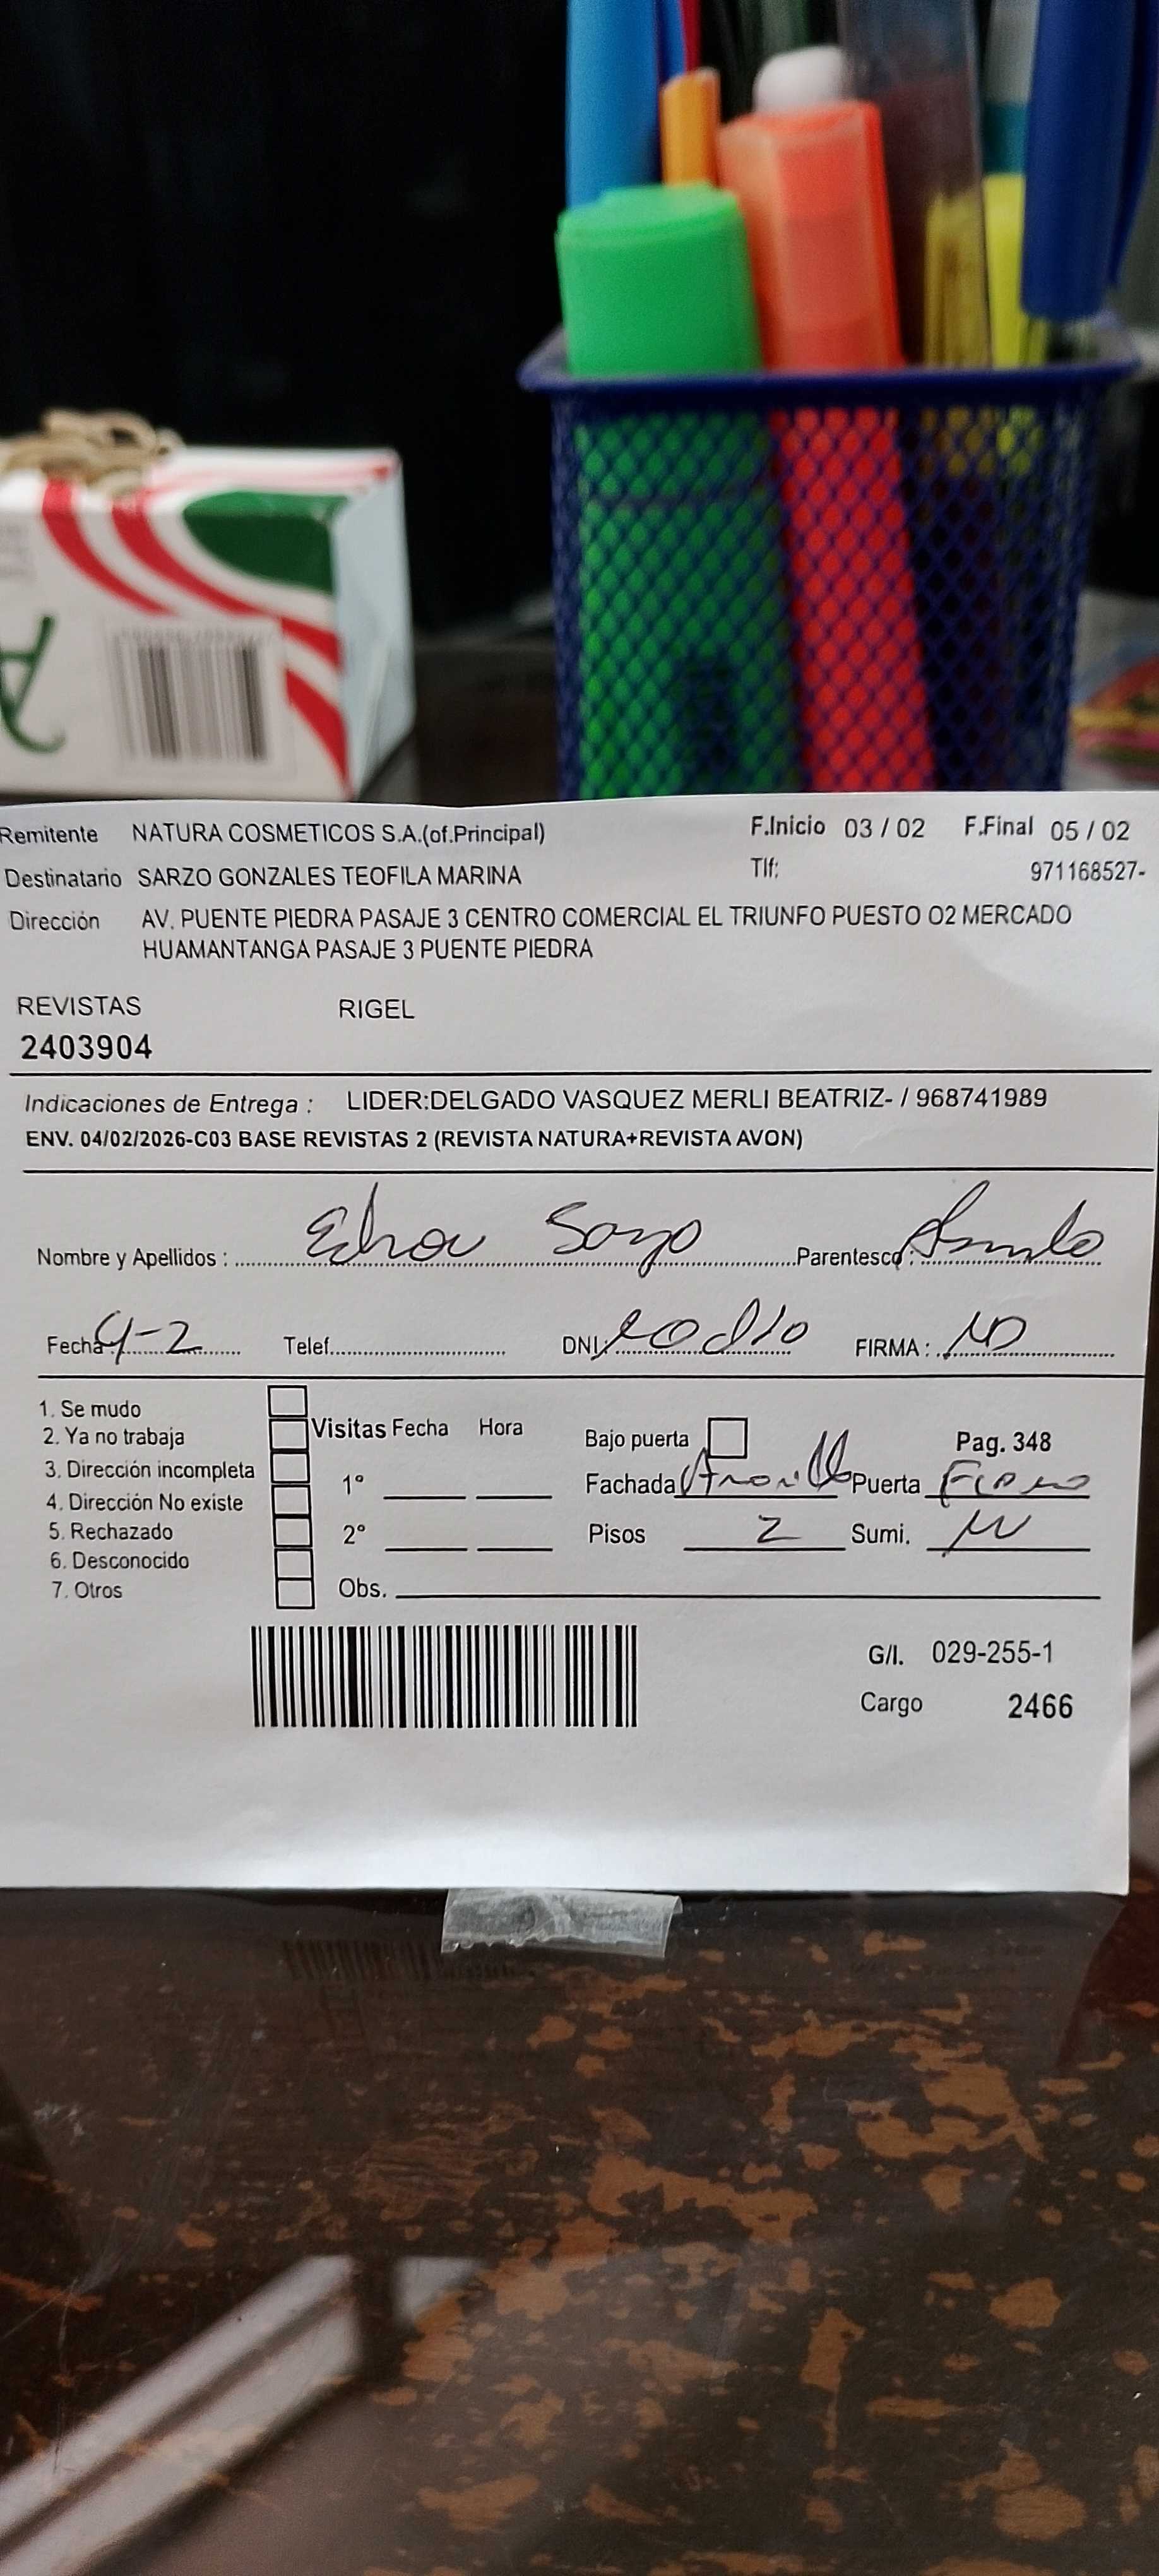 Remitente NATURA COSMETICOS S.A.(of.Principal) F.Inicio 03 / 02 F.Final 05 / 02
Destinatario SARZO GONZALES TEOFILA MARINA Tlf: 971168527-
Dirección AV. PUENTE PIEDRA PASAJE 3 CENTRO COMERCIAL EL TRIUNFO PUESTO O2 MERCADO
HUAMANTANGA PASAJE 3 PUENTE PIEDRA
REVISTAS RIGEL
2403904
Indicaciones de Entrega : LIDER:DELGADO VASQUEZ MERLI BEATRIZ- / 968741989
ENV. 04/02/2026-C03 BASE REVISTAS 2 (REVISTA NATURA+REVISTA AVON)
Nombre y Apellidos : Parentesco :
Fecha 4-2 Telef. DNI: FIRMA :
1. Se mudo
2. Ya no trabaja Visitas Fecha Hora Bajo puerta Pag. 348
3. Dirección incompleta 1° Fachada Puerta
4. Dirección No existe
5. Rechazado 2° Pisos 2 Sumi.
6. Desconocido
7. Otros Obs.
G/I. 029-255-1
Cargo 2466